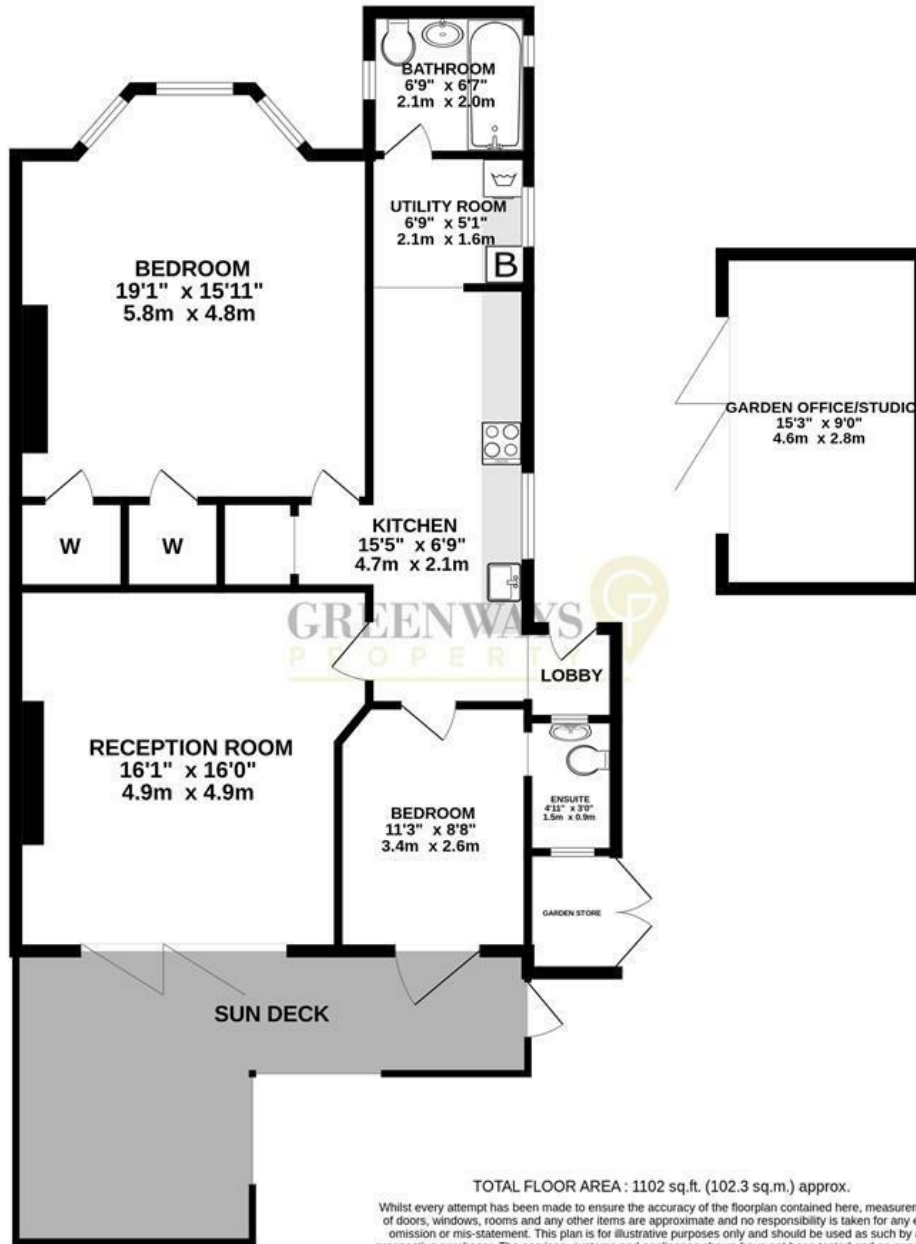 BATHROOM
6'9" x 6'7"
2.1m x 2.0m
UTILITY ROOM
6'9" x 5'1"
2.1m x 1.6m
B
BEDROOM
19'1" x 15'11"
5.8m x 4.8m
GARDEN OFFICE/STUDIO
15'3" x 9'0"
4.6m x 2.8m
W
W
KITCHEN
15'5" x 6'9"
4.7m x 2.1m
GREENWAYS
PROPERTY
LOBBY
RECEPTION ROOM
16'1" x 16'0"
4.9m x 4.9m
BEDROOM
11'3" x 8'8"
3.4m x 2.6m
ENSUITE
4'11" x 3'0"
1.5m x 0.9m
GARDEN STORE
SUN DECK
TOTAL FLOOR AREA : 1102 sq.ft. (102.3 sq.m.) approx.
Whilst every attempt has been made to ensure the accuracy of the floorplan contained here, measurem
of doors, windows, rooms and any other items are approximate and no responsibility is taken for any e
omission or mis-statement. This plan is for illustrative purposes only and should be used as such by